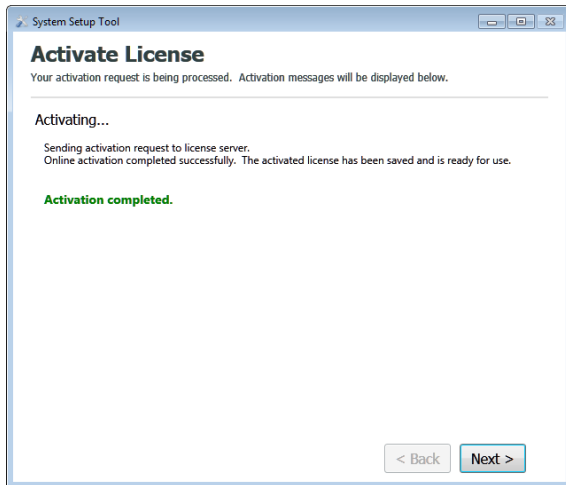 System Setup Tool
Activate License
Your activation request is being processed.  Activation messages will be displayed below.
Activating...
Sending activation request to license server.
Online activation completed successfully.  The activated license has been saved and is ready for use.
Activation completed.
< Back
Next >